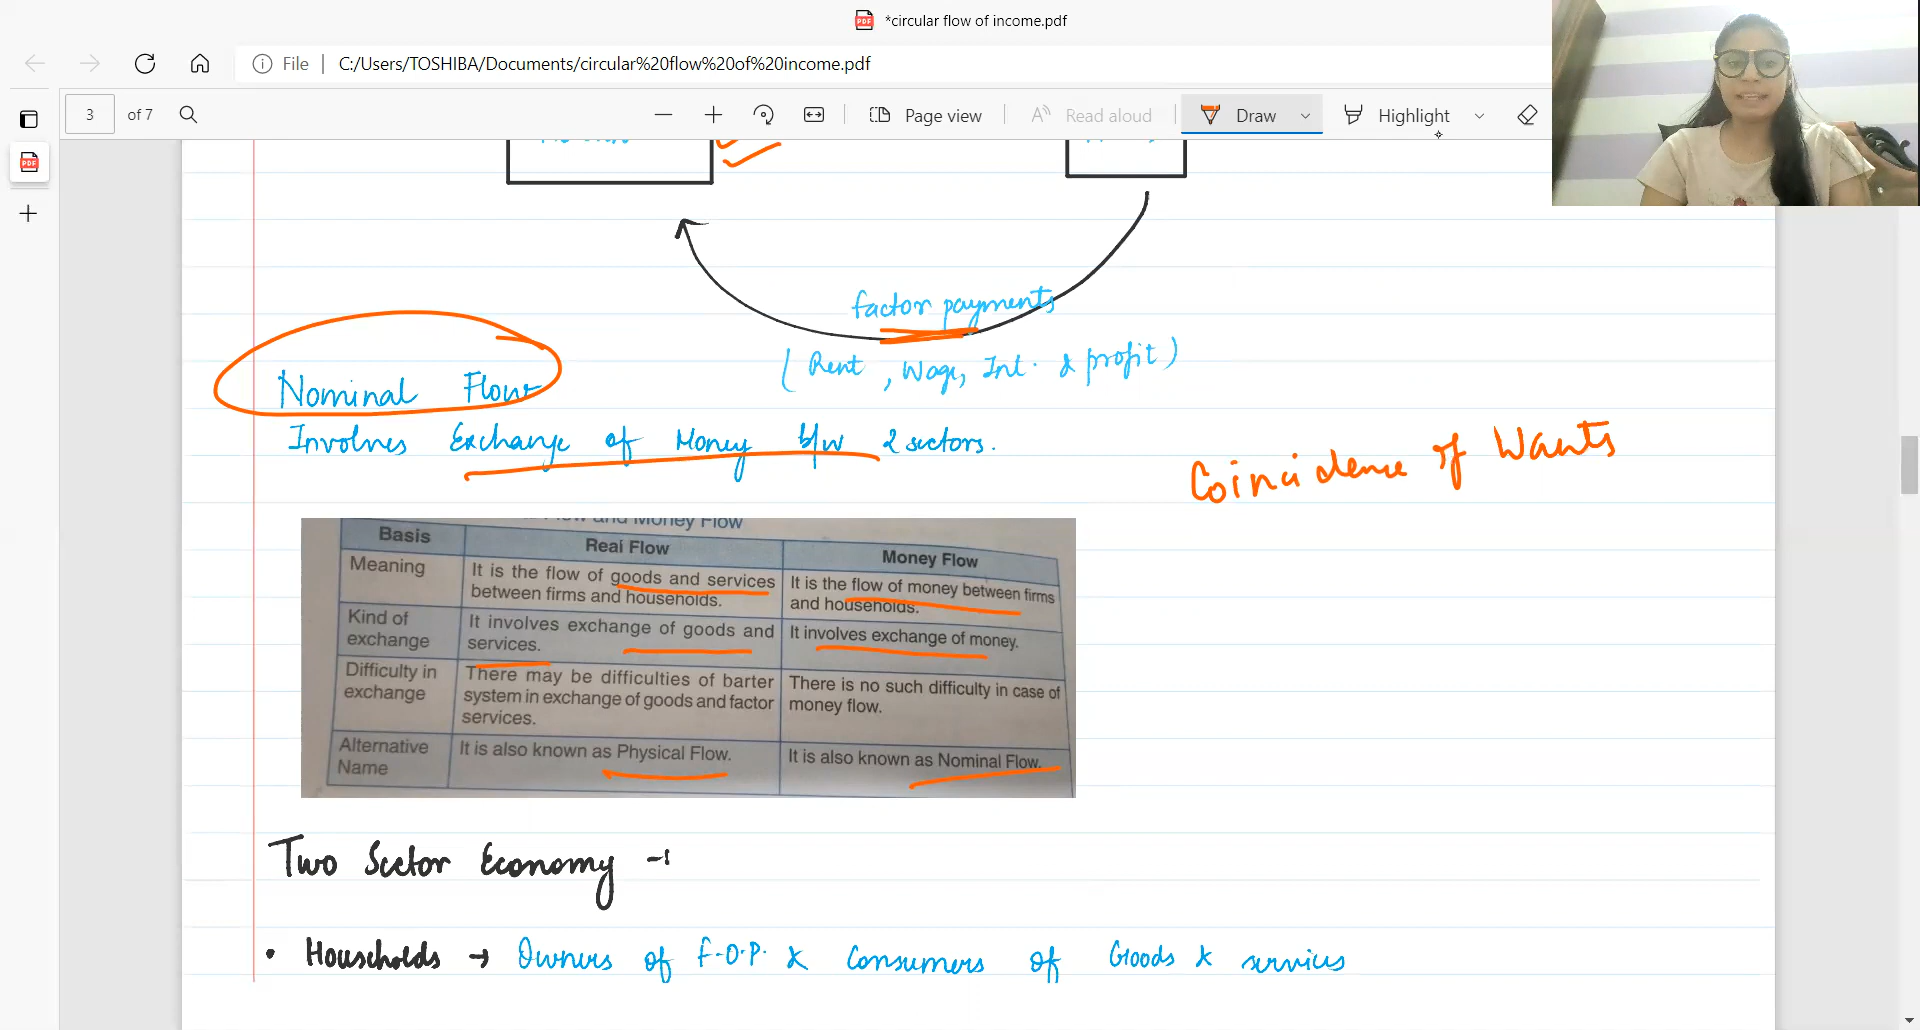 *circular flow of income.pdf
File | C:/Users/TOSHIBA/Documents/circular%20flow%20of%20income.pdf
3 of 7
Page view
Read aloud
Draw
Highlight
factor payments
(Rent, Wage, Int. & profit)
Nominal Flow
Involves Exchange of Money b/w 2 sectors.
Coincidence of Wants
Flow and Money Flow
Basis Real Flow Money Flow
Meaning It is the flow of goods and services between firms and households. It is the flow of money between firms and households.
Kind of exchange It involves exchange of goods and services. It involves exchange of money.
Difficulty in exchange There may be difficulties of barter system in exchange of goods and factor services. There is no such difficulty in case of money flow.
Alternative Name It is also known as Physical Flow. It is also known as Nominal Flow.
Two Sector Economy →
• Households → Owners of F.O.P. & Consumers of Goods & services